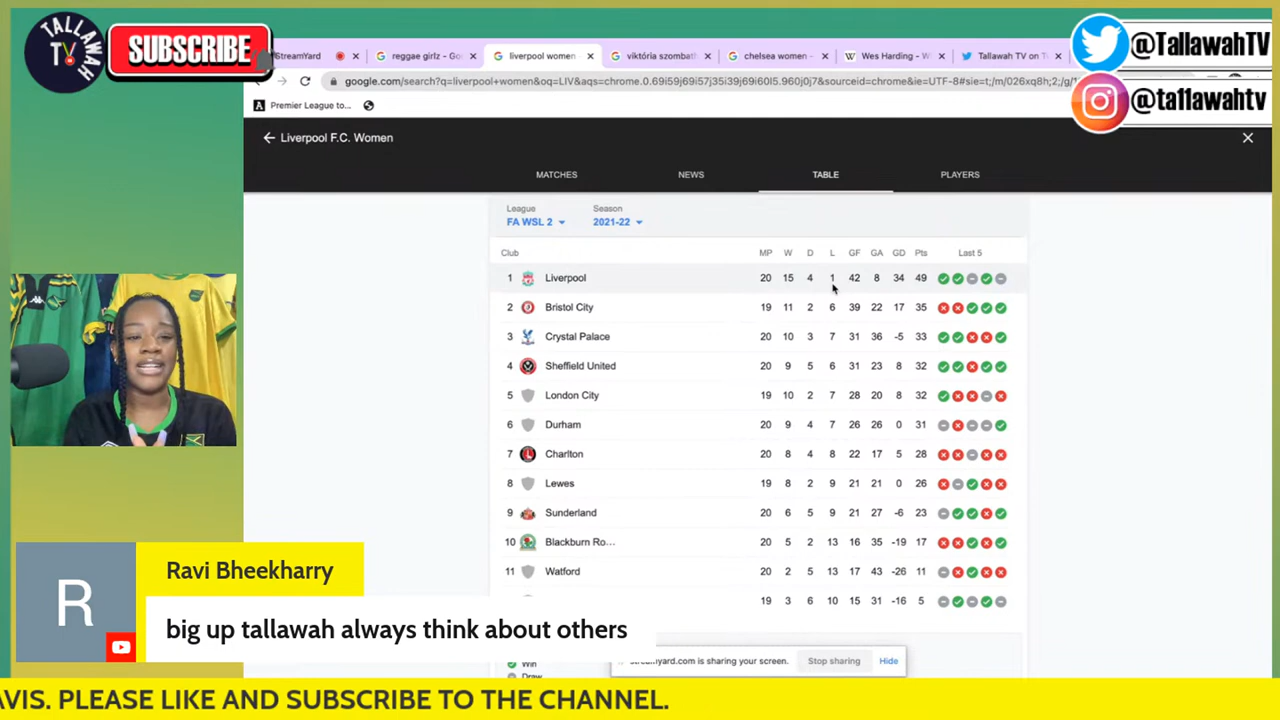 TALLAWAH
TV
SUBSCRIBE
StreamYard
reggae girlz - Go
liverpool women -
viktória szombath
chelsea women -
Wes Harding - Wi
Tallawah TV on T
@TallawahTV
google.com/search?q=liverpool+women&oq=LIV&aqs=chrome.0.69i59j69i57j35i39j69i60l5.960j0j7&sourceid=chrome&ie=UTF-8#sie=t;/m/026xq8h;2;/g/1
Premier League to...
@ta11awahtv
Liverpool F.C. Women
MATCHES NEWS TABLE PLAYERS
League Season
FA WSL 2 2021-22
Club MP W D L GF GA GD Pts Last 5
1 Liverpool 20 15 4 1 42 8 34 49
2 Bristol City 19 11 2 6 39 22 17 35
3 Crystal Palace 20 10 3 7 31 36 -5 33
4 Sheffield United 20 9 5 6 31 23 8 32
5 London City 19 10 2 7 28 20 8 32
6 Durham 20 9 4 7 26 26 0 31
7 Charlton 20 8 4 8 22 17 5 28
8 Lewes 19 8 2 9 21 21 0 26
9 Sunderland 20 6 5 9 21 27 -6 23
10 Blackburn Ro... 20 5 2 13 16 35 -19 17
11 Watford 20 2 5 13 17 43 -26 11
19 3 6 10 15 31 -16 5
R
Ravi Bheekharry
big up tallawah always think about others
streamyard.com is sharing your screen. Stop sharing Hide
Win
Draw
AVIS. PLEASE LIKE AND SUBSCRIBE TO THE CHANNEL.